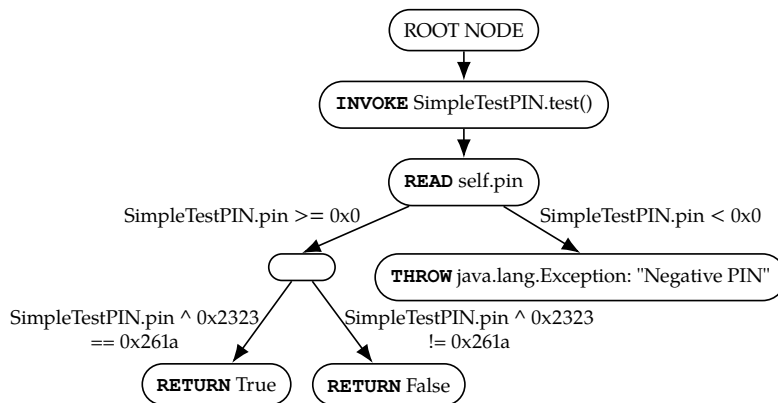 ROOT NODE
INVOKE SimpleTestPIN.test()
READ self.pin
SimpleTestPIN.pin >= 0x0
SimpleTestPIN.pin < 0x0
THROW java.lang.Exception: "Negative PIN"
SimpleTestPIN.pin ^ 0x2323
== 0x261a
SimpleTestPIN.pin ^ 0x2323
!= 0x261a
RETURN True
RETURN False